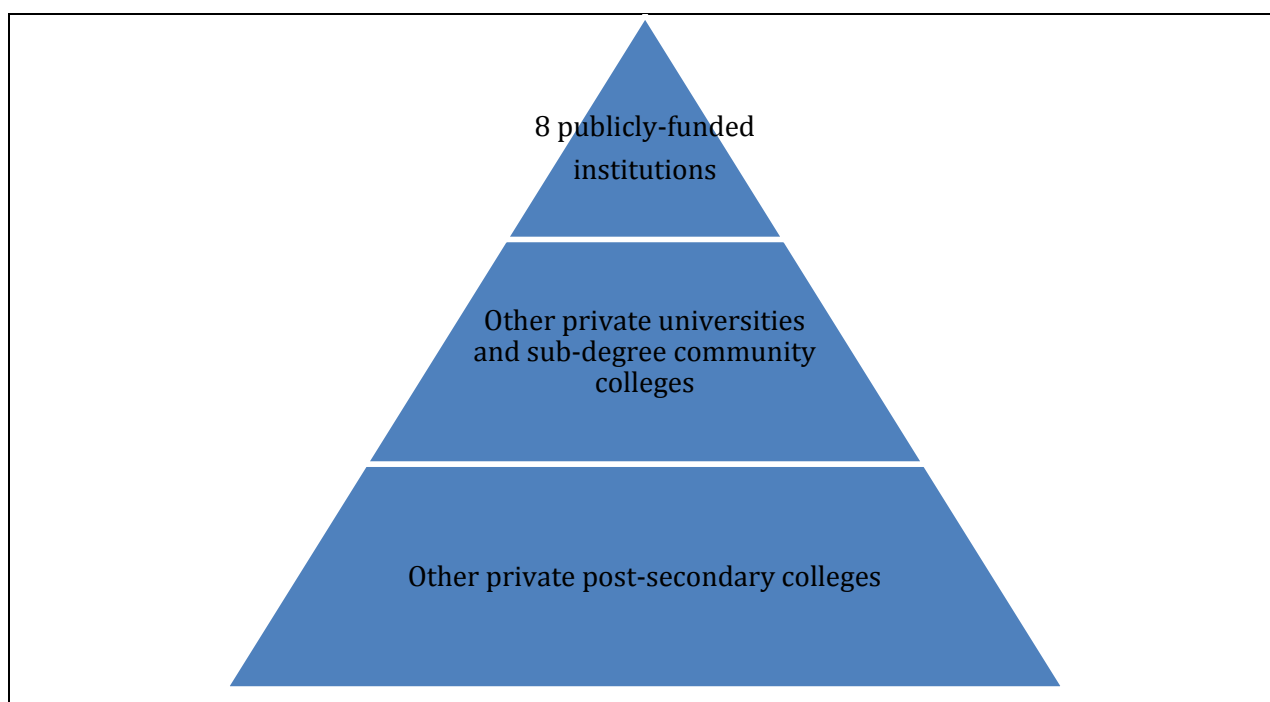 8 publicly-funded
institutions
Other private universities
and sub-degree community
colleges
Other private post-secondary colleges